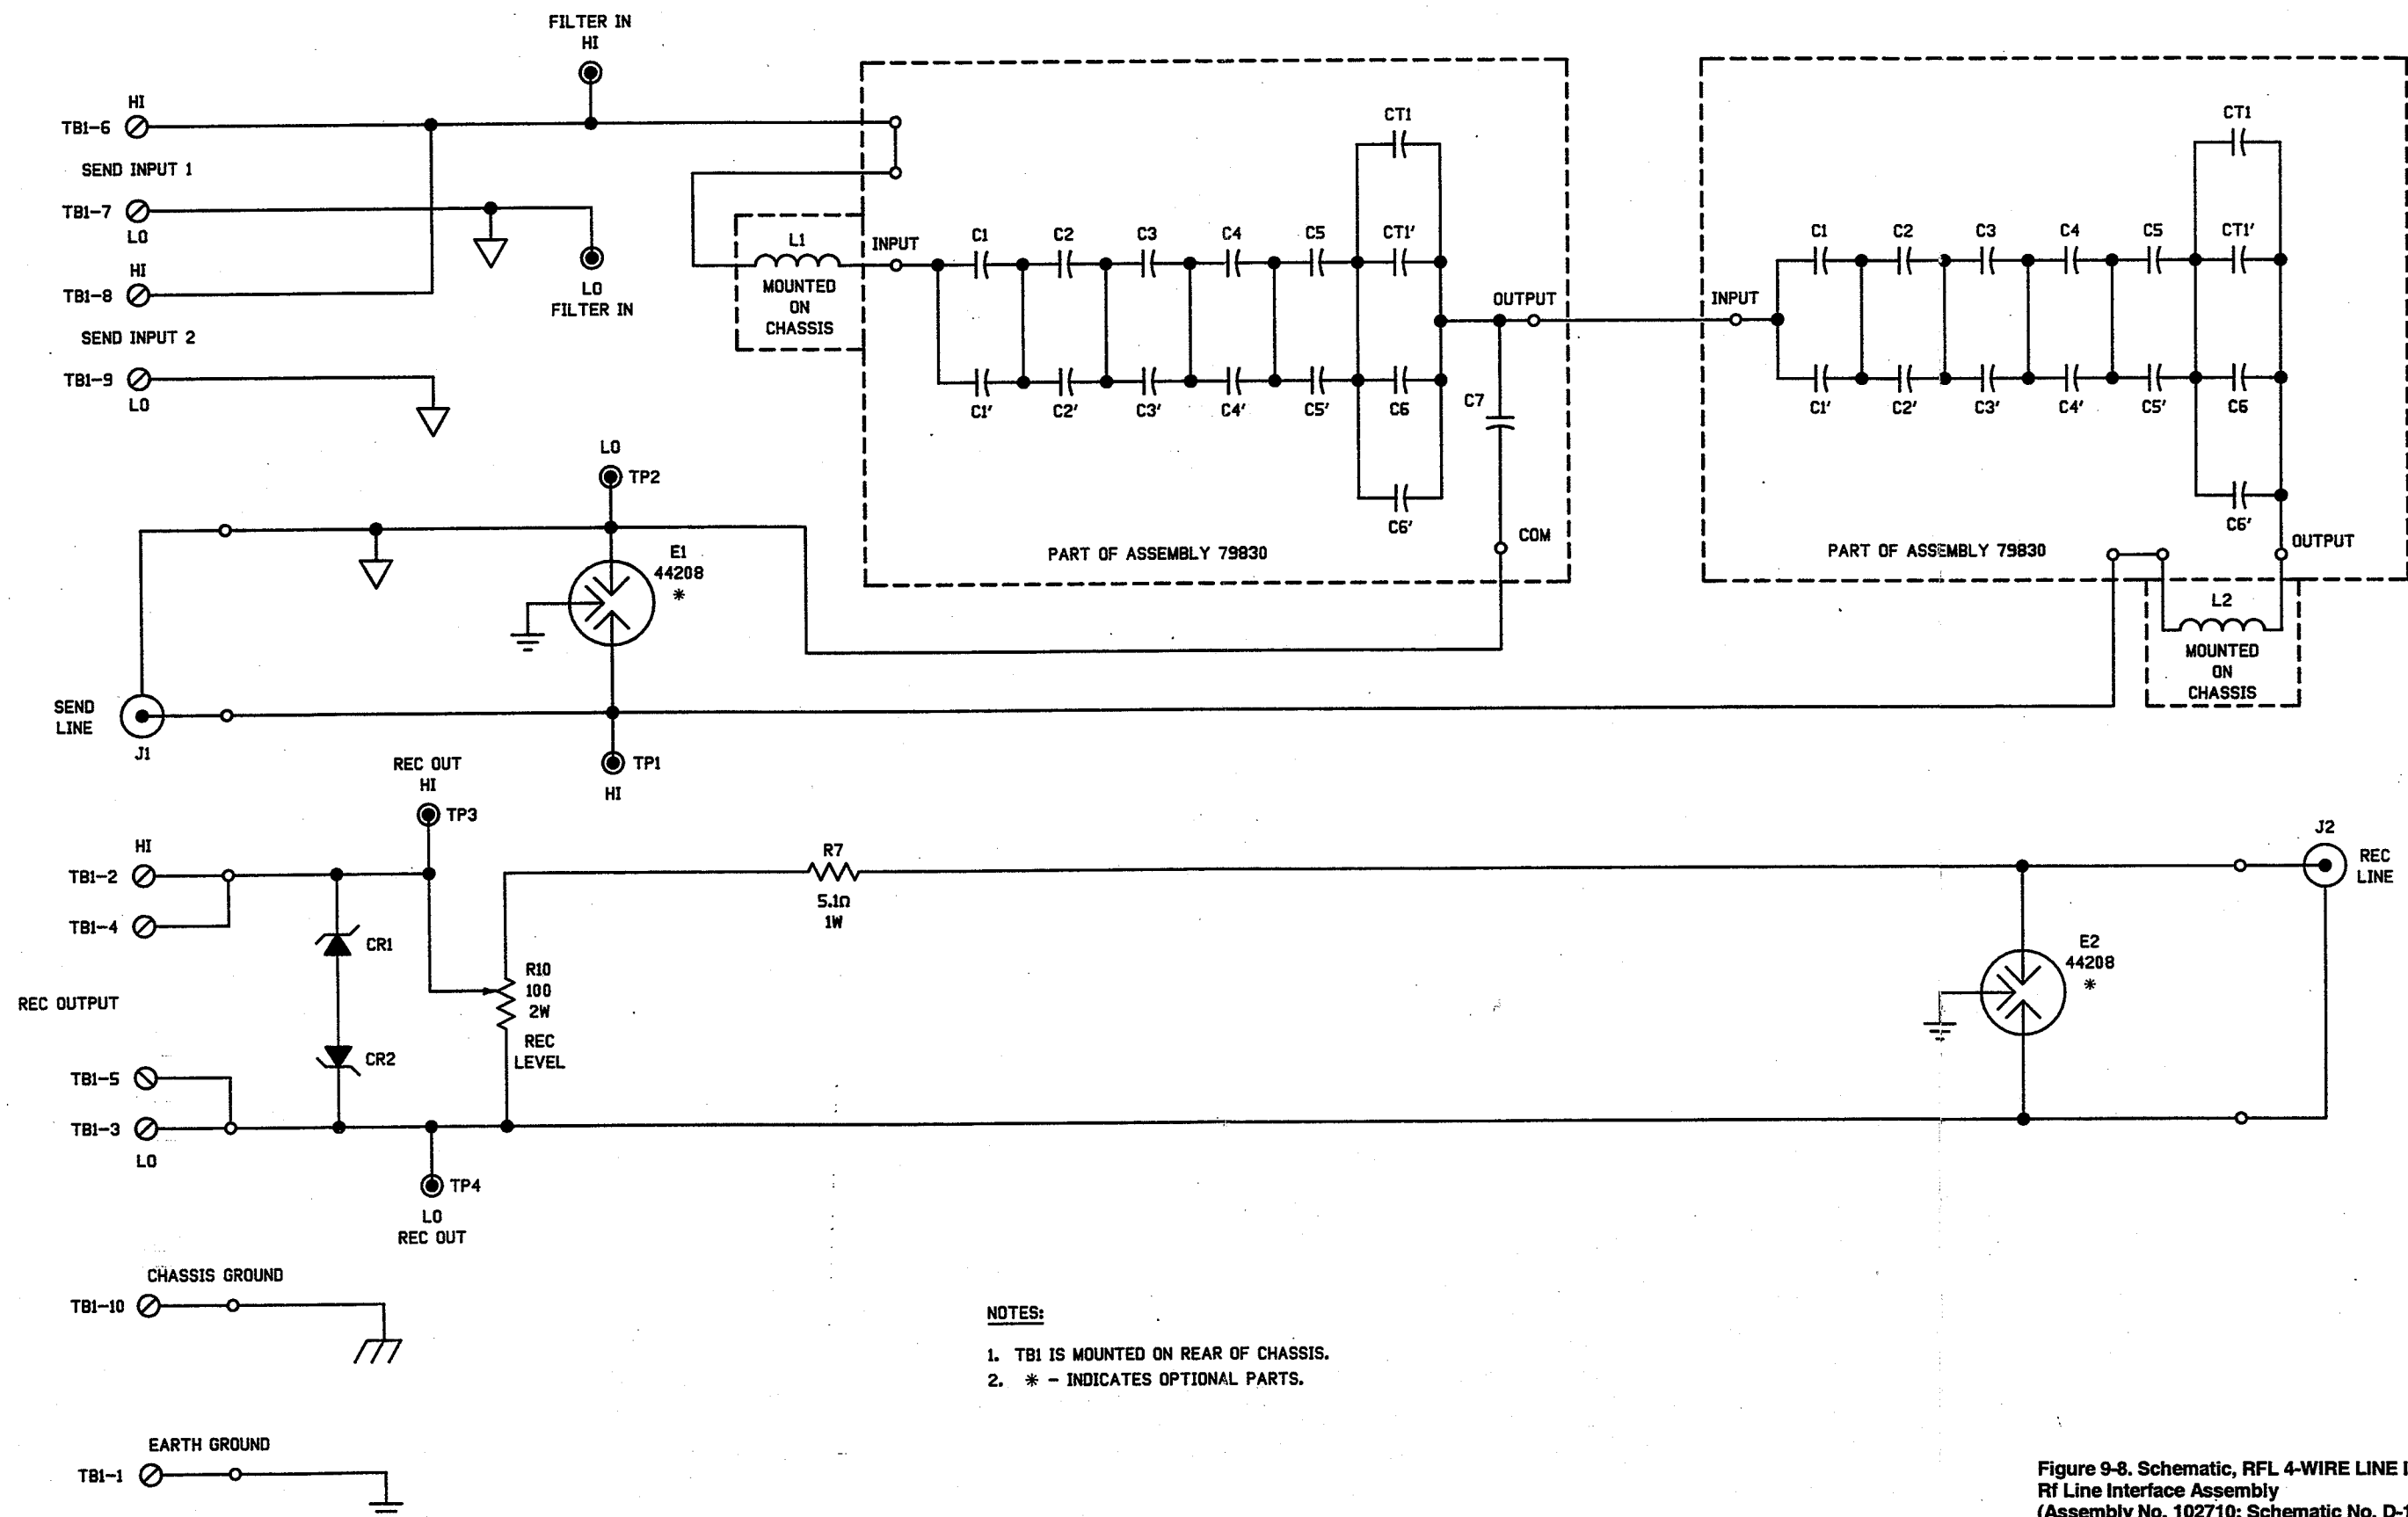 FILTER IN
HI
HI
TB1-6
SEND INPUT 1
TB1-7
LO
HI
TB1-8
LO
FILTER IN
SEND INPUT 2
TB1-9
LO
L1
MOUNTED
ON
CHASSIS
INPUT
C1
C2
C3
C4
C5
CT1
CT1'
C1'
C2'
C3'
C4'
C5'
C6
C6'
C7
OUTPUT
COM
PART OF ASSEMBLY 79830
INPUT
C1
C2
C3
C4
C5
CT1
CT1'
C1'
C2'
C3'
C4'
C5'
C6
C6'
OUTPUT
PART OF ASSEMBLY 79830
L2
MOUNTED
ON
CHASSIS
LO
TP2
E1
44208
*
SEND
LINE
J1
TP1
HI
REC OUT
HI
TP3
HI
TB1-2
TB1-4
CR1
REC OUTPUT
CR2
TB1-5
TB1-3
LO
R10
100
2W
REC
LEVEL
R7
5.1Ω
1W
J2
REC
LINE
E2
44208
*
TP4
LO
REC OUT
CHASSIS GROUND
TB1-10
EARTH GROUND
TB1-1
NOTES:
1. TB1 IS MOUNTED ON REAR OF CHASSIS.
2. * - INDICATES OPTIONAL PARTS.
Figure 9-8. Schematic, RFL 4-WIRE LINE
Rf Line Interface Assembly
(Assembly No. 102710; Schematic No. D-1